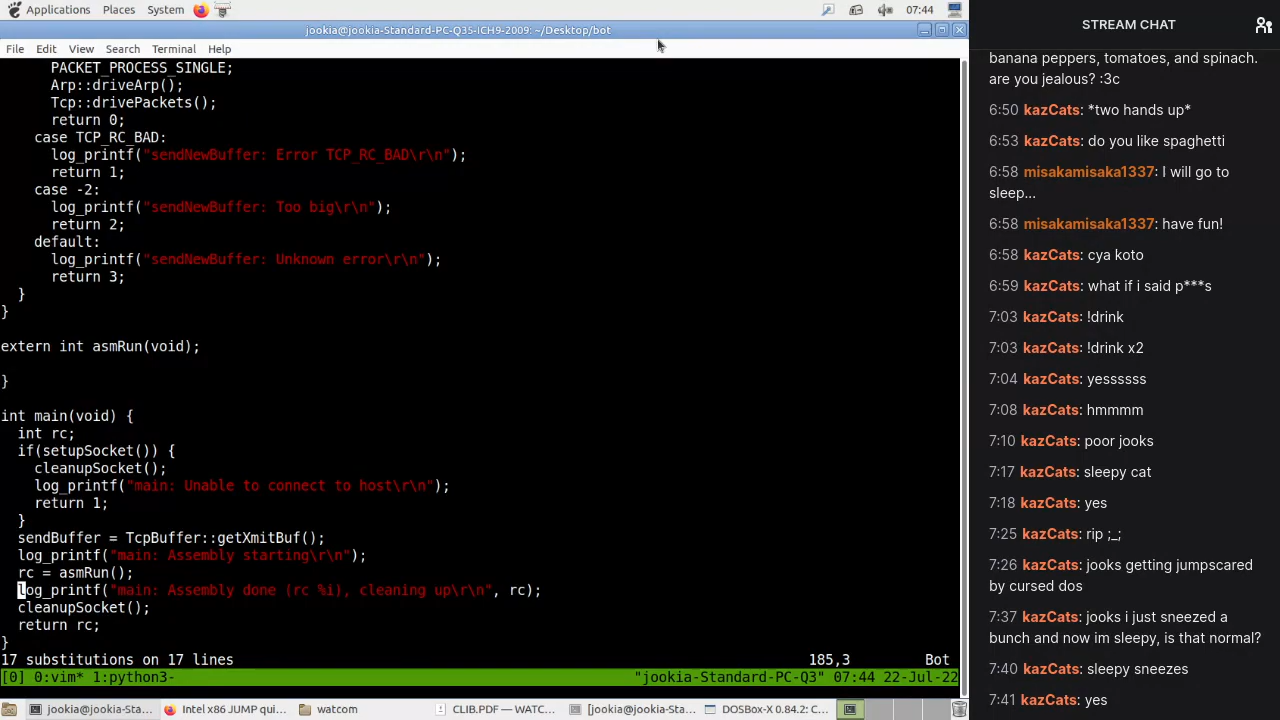 Applications Places System 07:44
jookia@jookia-Standard-PC-Q35-ICH9-2009: ~/Desktop/bot
File Edit View Search Terminal Help
PACKET_PROCESS_SINGLE;
Arp::driveArp();
Tcp::drivePackets();
return 0;
case TCP_RC_BAD:
log_printf("sendNewBuffer: Error TCP_RC_BAD\r\n");
return 1;
case -2:
log_printf("sendNewBuffer: Too big\r\n");
return 2;
default:
log_printf("sendNewBuffer: Unknown error\r\n");
return 3;
}
}
extern int asmRun(void);
}
int main(void) {
int rc;
if(setupSocket()) {
cleanupSocket();
log_printf("main: Unable to connect to host\r\n");
return 1;
}
sendBuffer = TcpBuffer::getXmitBuf();
log_printf("main: Assembly starting\r\n");
rc = asmRun();
log_printf("main: Assembly done (rc %i), cleaning up\r\n", rc);
cleanupSocket();
return rc;
}
17 substitutions on 17 lines 185,3 Bot
[0] 0:vim* 1:python3- "jookia-Standard-PC-Q3" 07:44 22-Jul-22
jookia@jookia-Sta... Intel x86 JUMP qui... watcom CLIB.PDF — WATC... [jookia@jookia-Sta... DOSBox-X 0.84.2: C...
STREAM CHAT
banana peppers, tomatoes, and spinach.
are you jealous? :3c
6:50 kazCats: *two hands up*
6:53 kazCats: do you like spaghetti
6:58 misakamisaka1337: I will go to
sleep...
6:58 misakamisaka1337: have fun!
6:58 kazCats: cya koto
6:59 kazCats: what if i said p***s
7:03 kazCats: !drink
7:03 kazCats: !drink x2
7:04 kazCats: yessssss
7:08 kazCats: hmmmm
7:10 kazCats: poor jooks
7:17 kazCats: sleepy cat
7:18 kazCats: yes
7:25 kazCats: rip ;_;
7:26 kazCats: jooks getting jumpscared
by cursed dos
7:37 kazCats: jooks i just sneezed a
bunch and now im sleepy, is that normal?
7:40 kazCats: sleepy sneezes
7:41 kazCats: yes